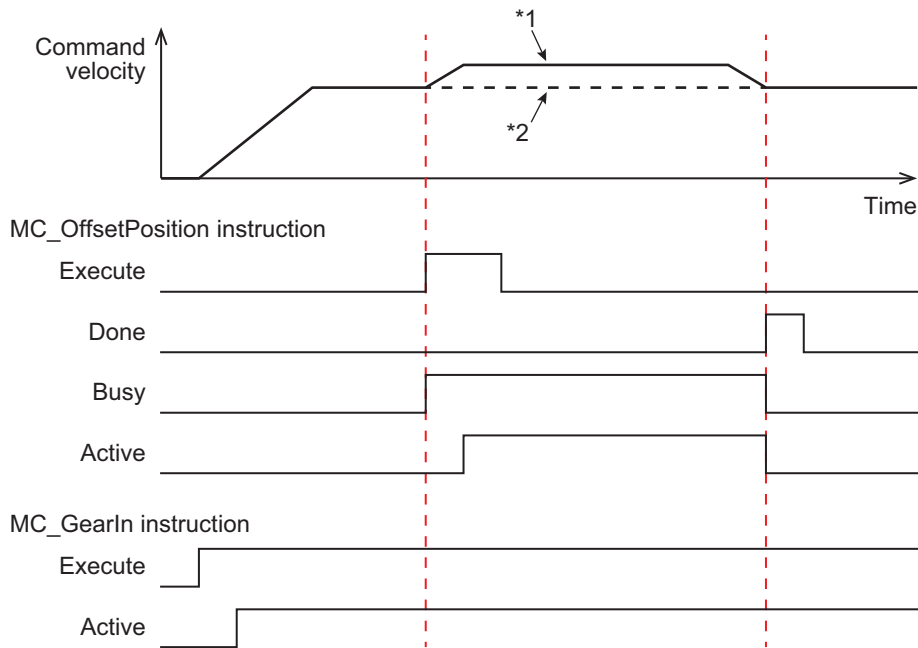 *1
Command
velocity
*2
Time
MC_OffsetPosition instruction
Execute
Done
Busy
Active
MC_GearIn instruction
Execute
Active